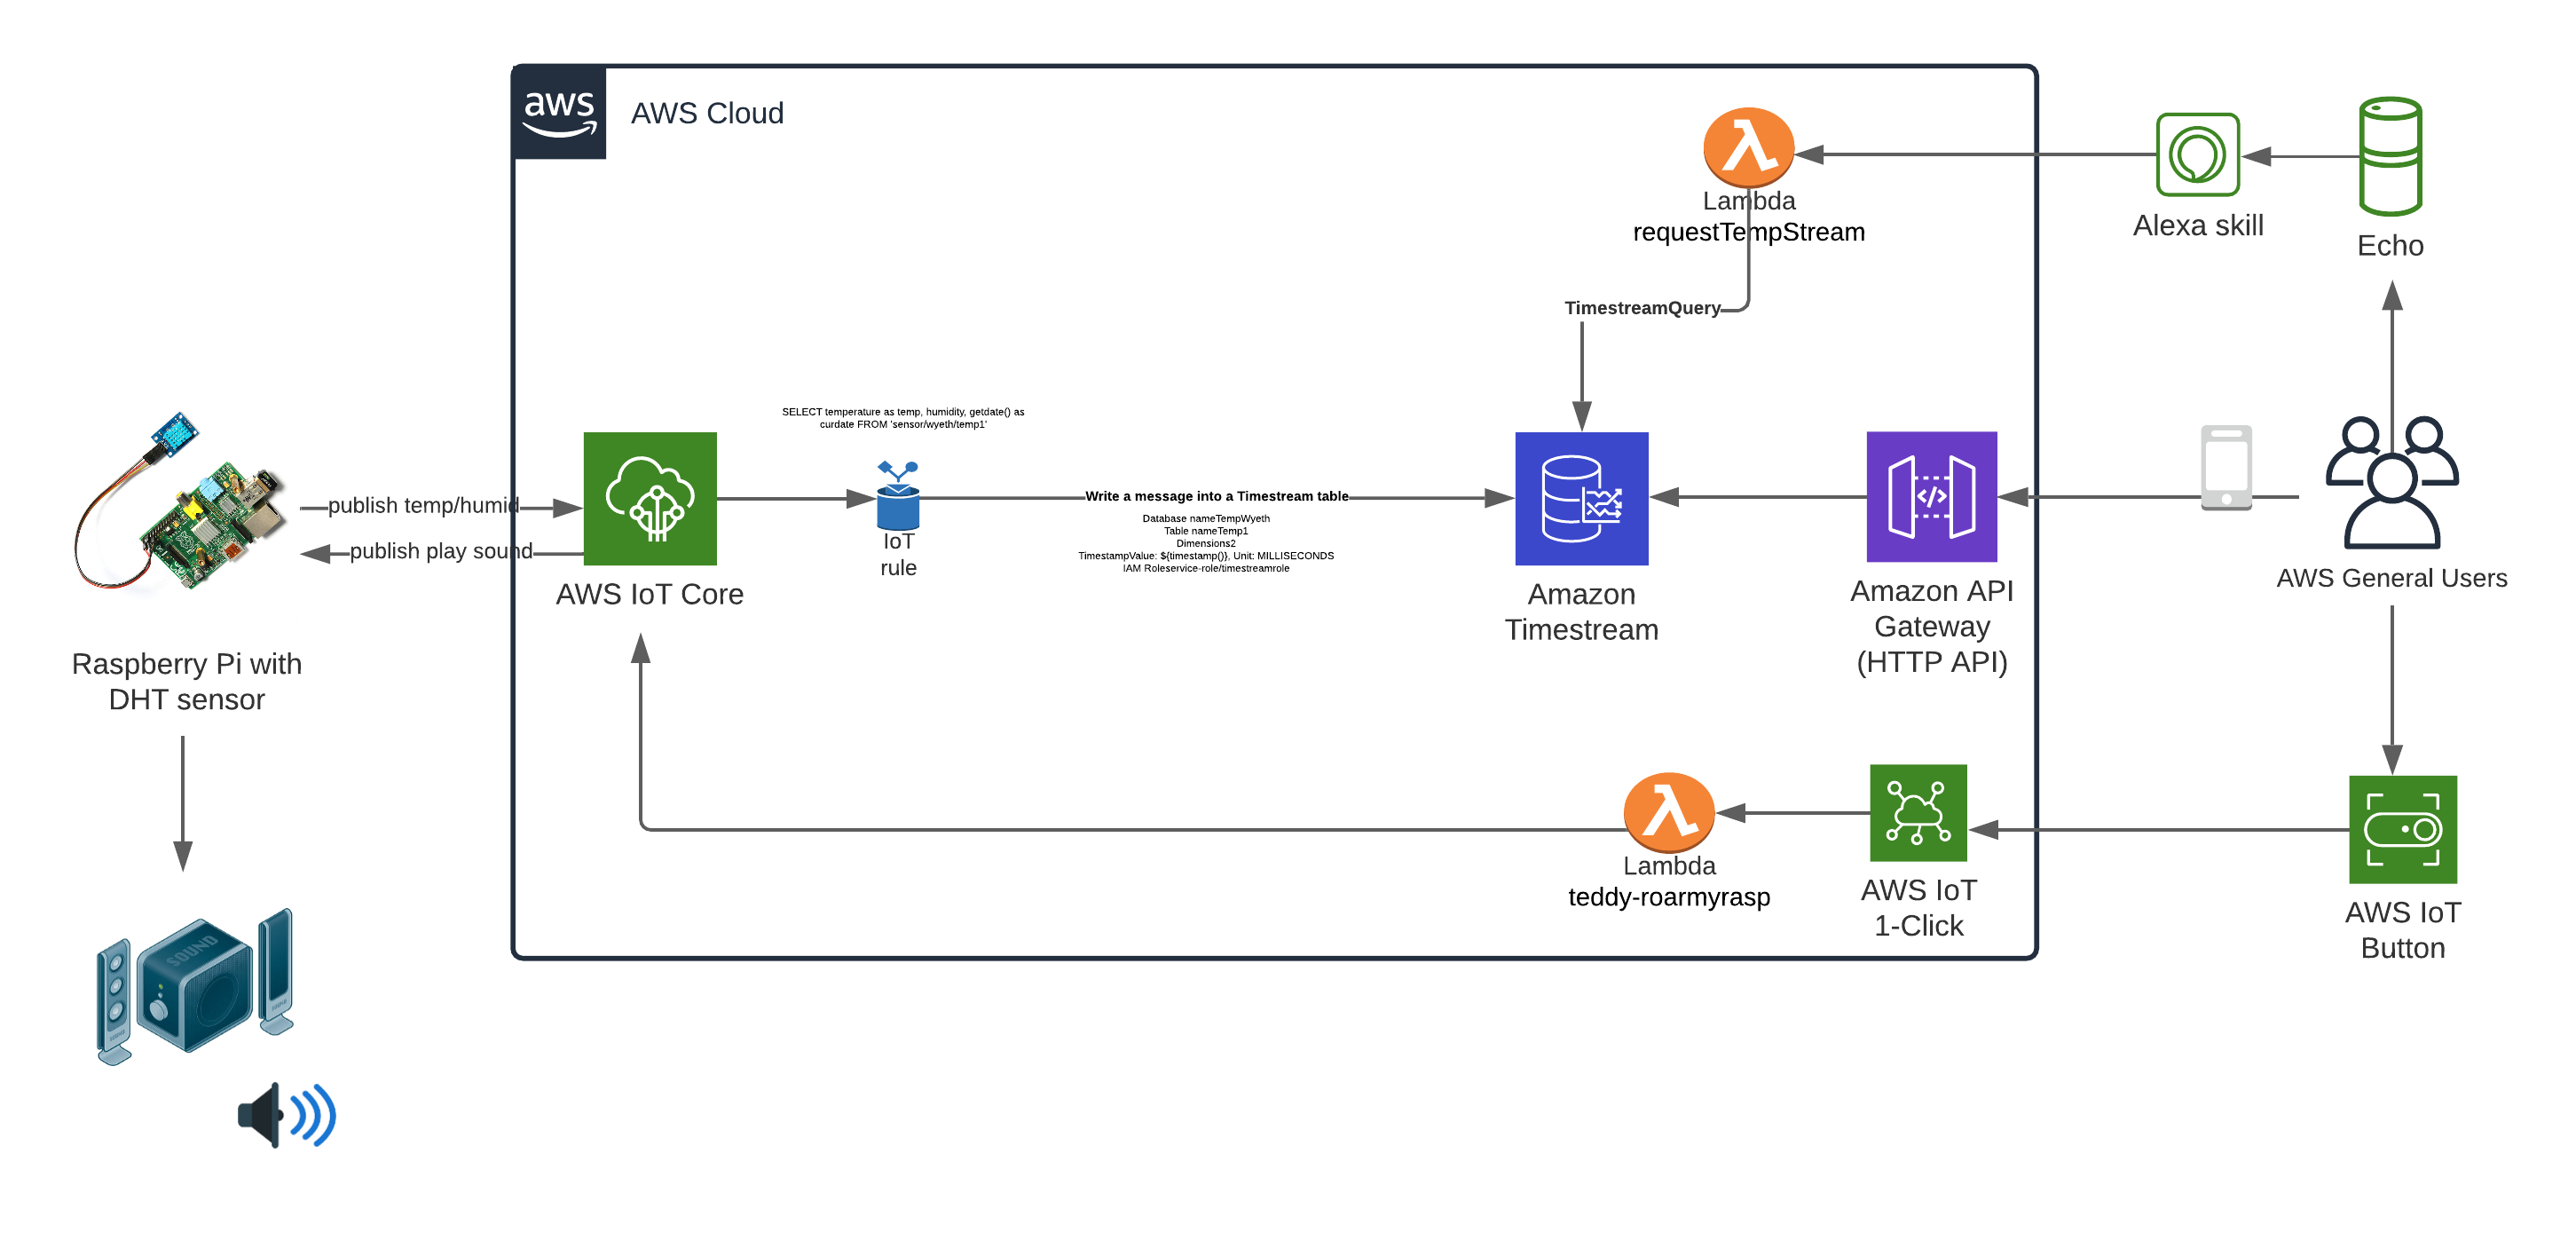 aws
AWS Cloud
Lambda
requestTempStream
Alexa skill
Echo
TimestreamQuery
SELECT temperature as temp, humidity, getdate() as
curdate FROM 'sensor/wyeth/temp1'
publish temp/humid
publish play sound
IoT
rule
Write a message into a Timestream table
Database nameTempWyeth
Table nameTemp1
Dimensions2
TimestampValue: ${timestamp()}, Unit: MILLISECONDS
IAM Roleservice-role/timestreamrole
AWS IoT Core
Amazon
Timestream
Amazon API
Gateway
(HTTP API)
AWS General Users
Raspberry Pi with
DHT sensor
Lambda
teddy-roarmyrasp
AWS IoT
1-Click
AWS IoT
Button
SOUND